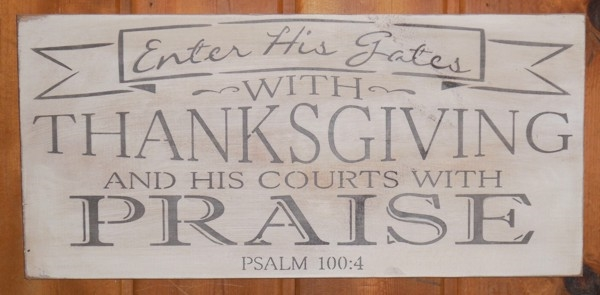 Enter His Gates
WITH
THANKSGIVING
AND HIS COURTS WITH
PRAISE
PSALM 100:4